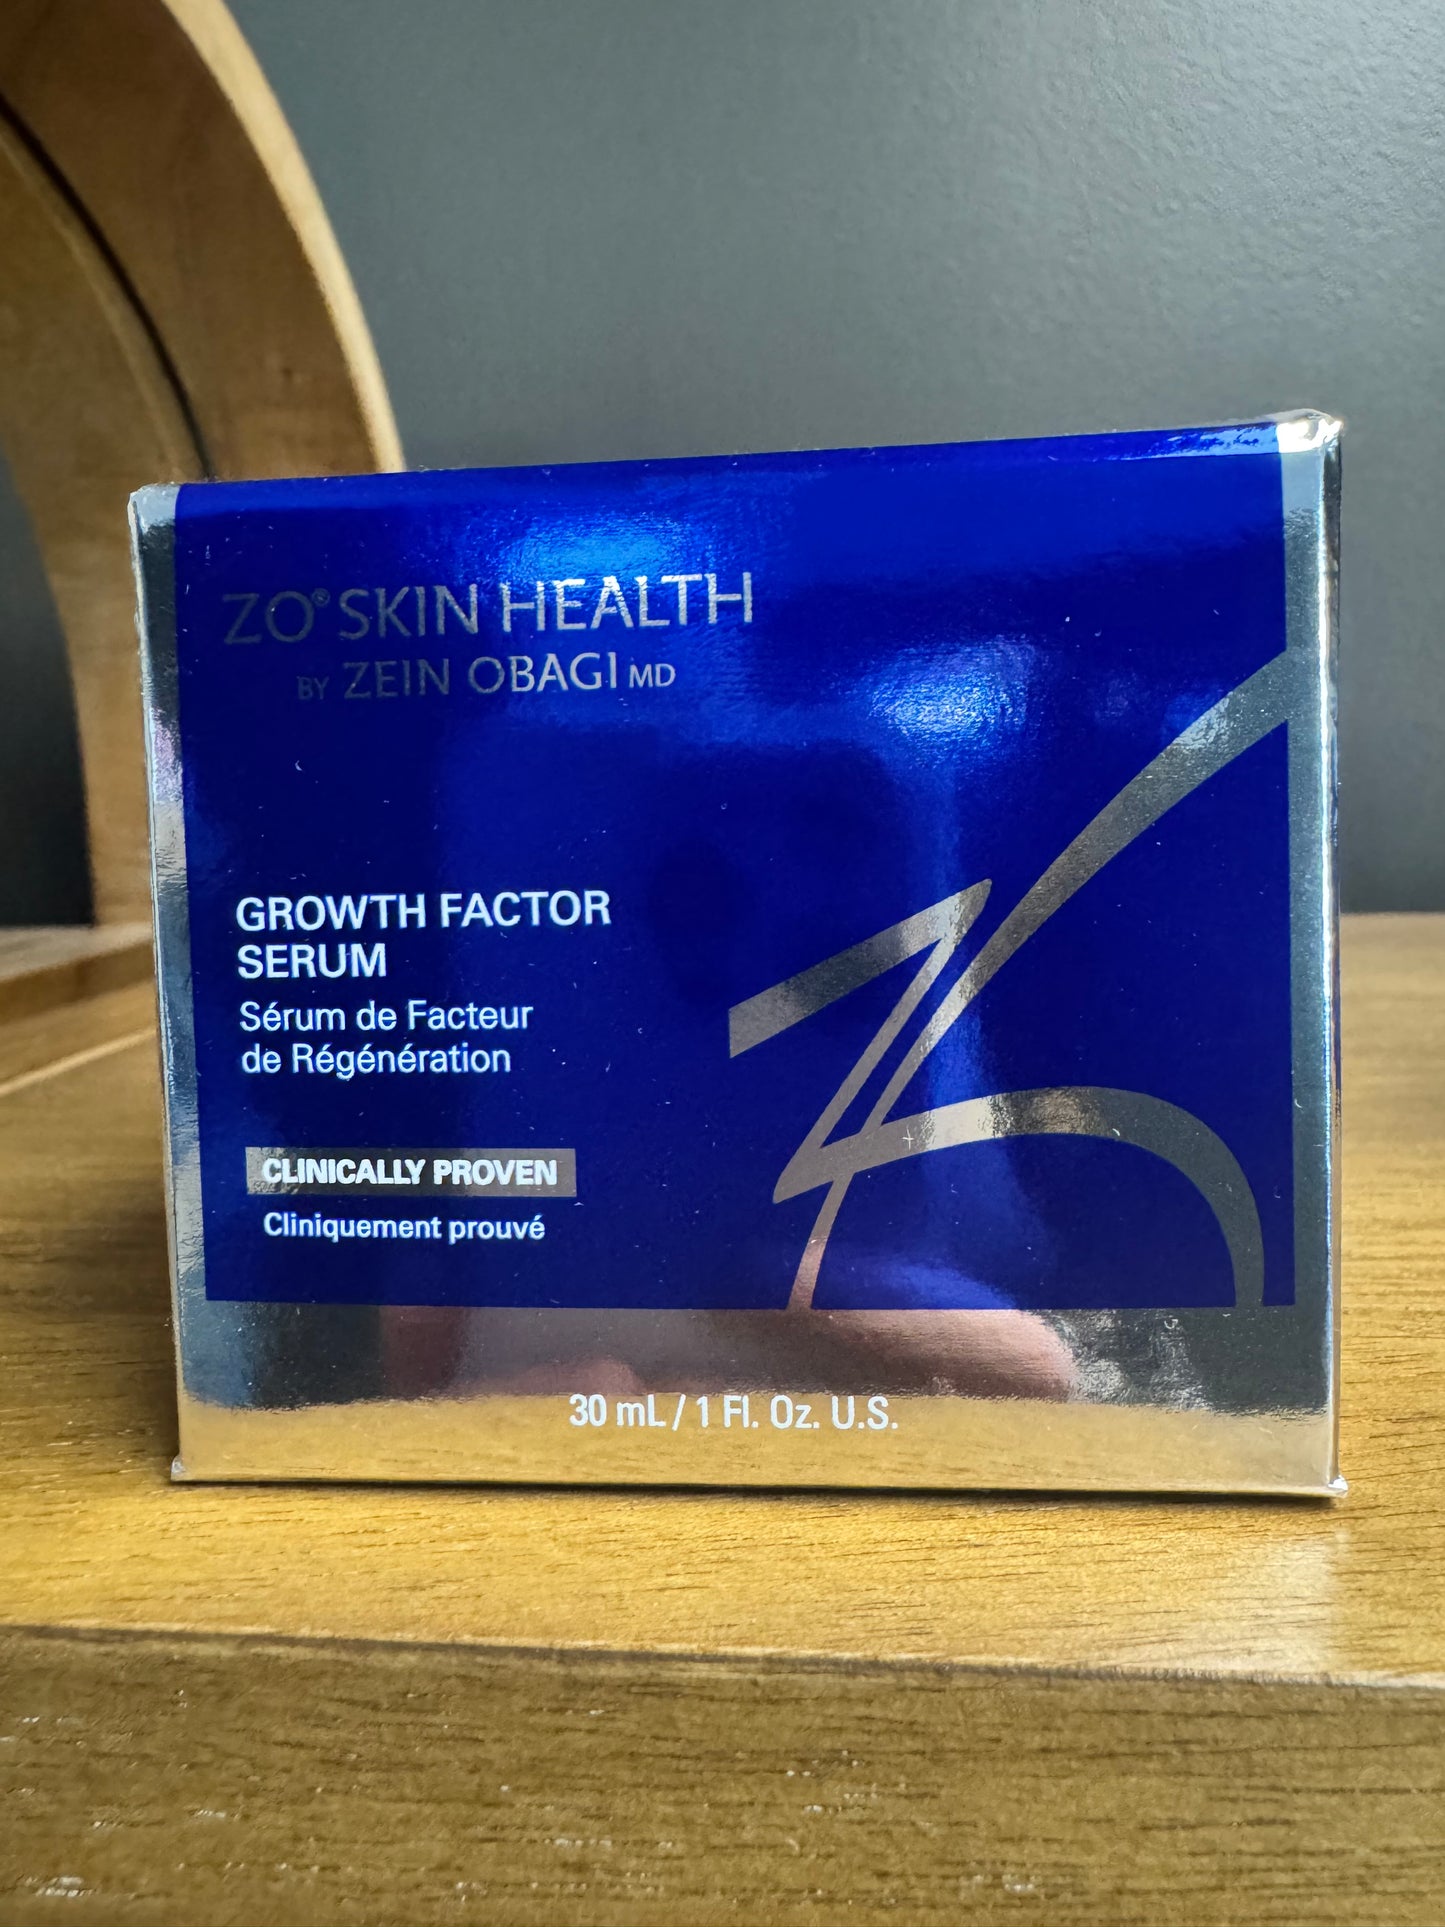 ZO® SKIN HEALTH
BY ZEIN OBAGI MD
GROWTH FACTOR
SERUM
Sérum de Facteur
de Régénération
CLINICALLY PROVEN
Cliniquement prouvé
30 mL / 1 Fl. Oz. U.S.